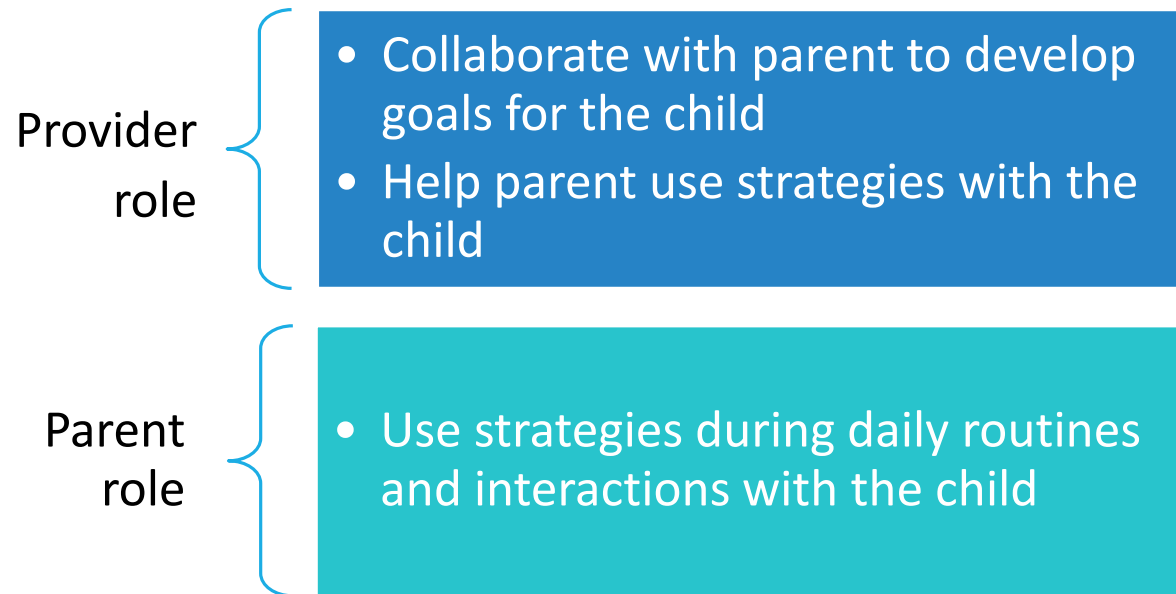 Provider
role
• Collaborate with parent to develop
goals for the child
• Help parent use strategies with the
child
Parent
role
• Use strategies during daily routines
and interactions with the child